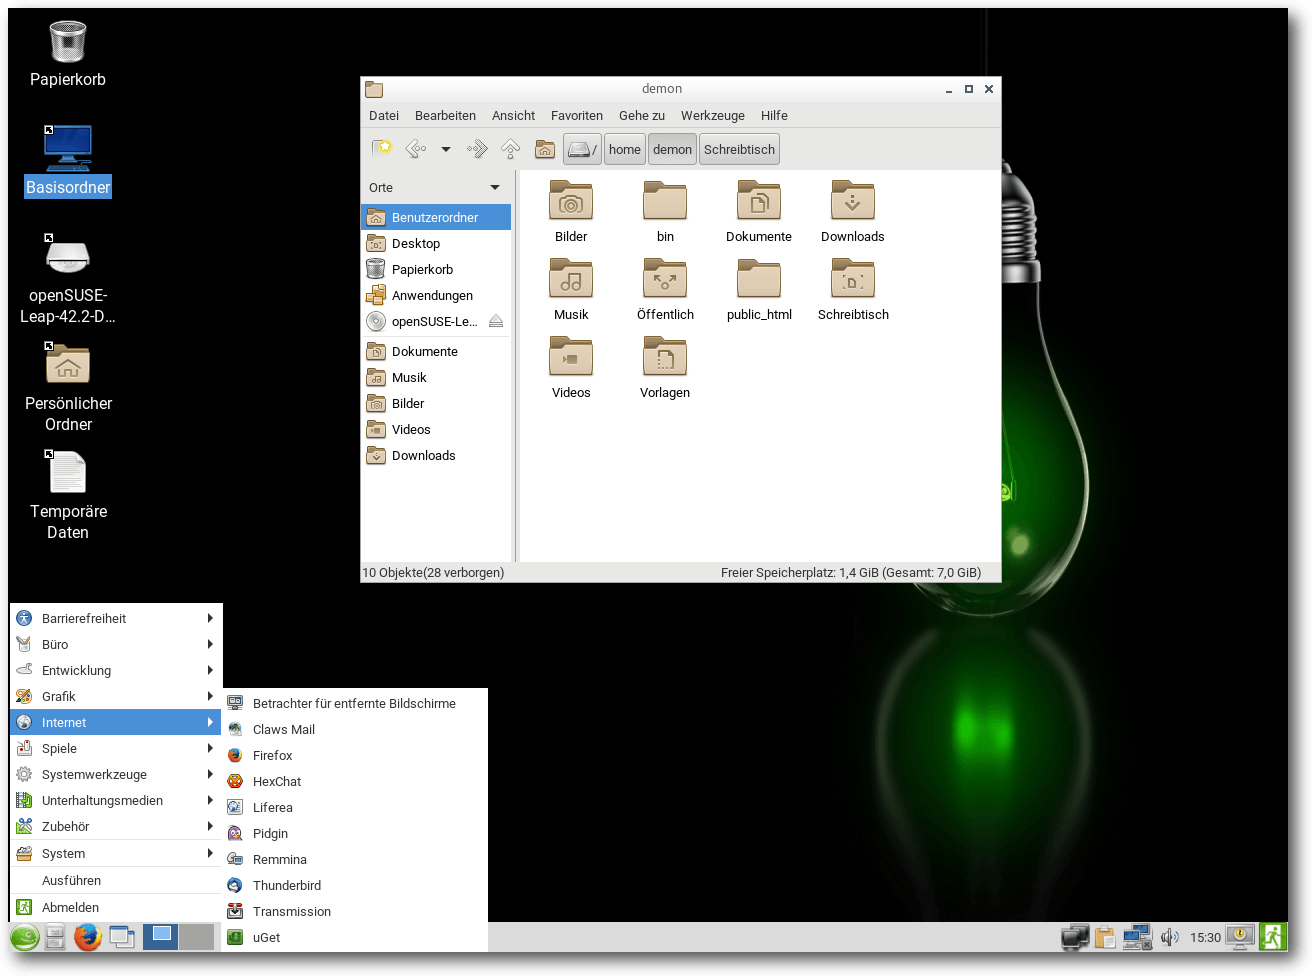 Papierkorb
Basisordner
openSUSE-
Leap-42.2-D...
Persönlicher
Ordner
Temporäre
Daten
demon
Datei Bearbeiten Ansicht Favoriten Gehe zu Werkzeuge Hilfe
/ home demon Schreibtisch
Orte
Benutzerordner
Desktop
Papierkorb
Anwendungen
openSUSE-Le...
Dokumente
Musik
Bilder
Videos
Downloads
Bilder bin Dokumente Downloads
Musik Öffentlich public_html Schreibtisch
Videos Vorlagen
10 Objekte(28 verborgen) Freier Speicherplatz: 1,4 GiB (Gesamt: 7,0 GiB)
Barrierefreiheit
Büro
Entwicklung
Grafik
Internet
Spiele
Systemwerkzeuge
Unterhaltungsmedien
Zubehör
System
Ausführen
Abmelden
Betrachter für entfernte Bildschirme
Claws Mail
Firefox
HexChat
Liferea
Pidgin
Remmina
Thunderbird
Transmission
uGet
15:30